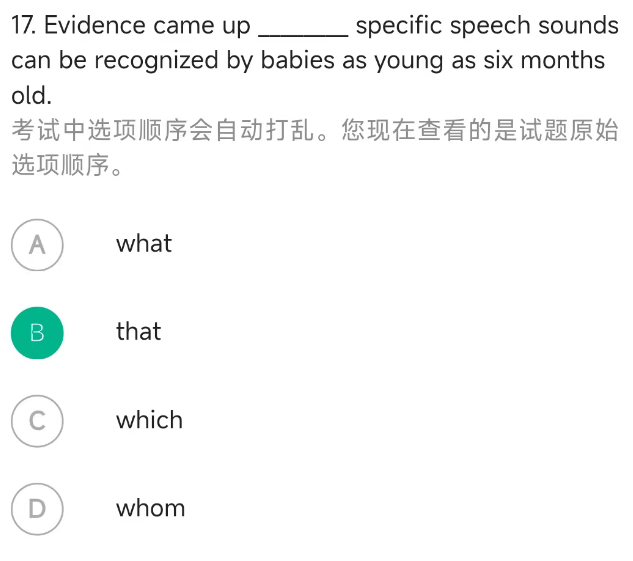 17. Evidence came up ________ specific speech sounds
can be recognized by babies as young as six months
old.
考试中选项顺序会自动打乱。您现在查看的是试题原始
选项顺序。
A what
B that
C which
D whom